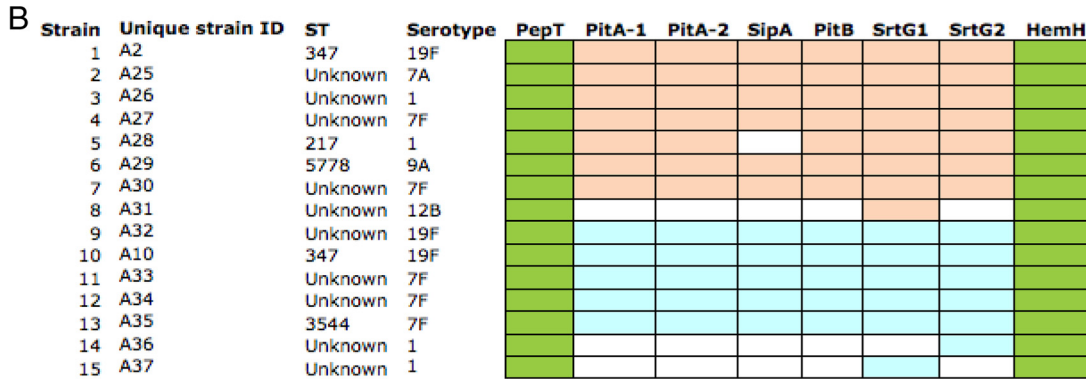 B
Strain Unique strain ID ST Serotype PepT PitA-1 PitA-2 SipA PitB SrtG1 SrtG2 HemH
1 A2 347 19F
2 A25 Unknown 7A
3 A26 Unknown 1
4 A27 Unknown 7F
5 A28 217 1
6 A29 5778 9A
7 A30 Unknown 7F
8 A31 Unknown 12B
9 A32 Unknown 19F
10 A10 347 19F
11 A33 Unknown 7F
12 A34 Unknown 7F
13 A35 3544 7F
14 A36 Unknown 1
15 A37 Unknown 1